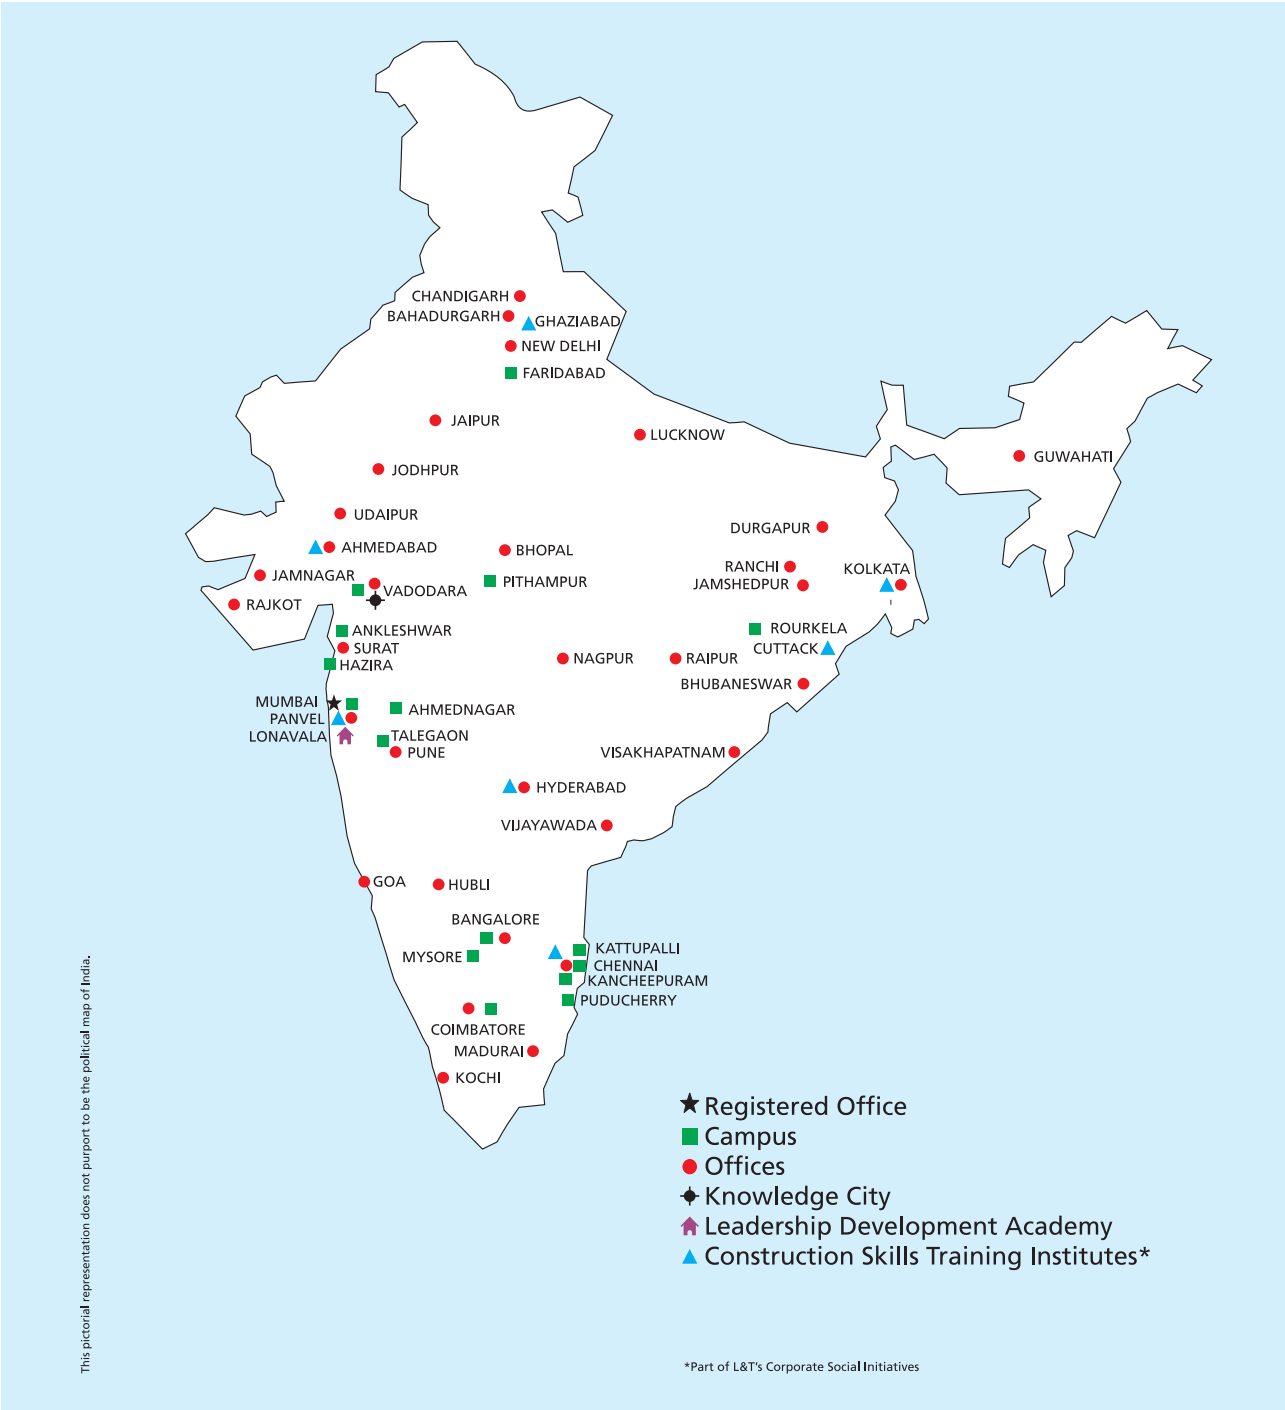 CHANDIGARH
BAHADURGARH
GHAZIABAD
NEW DELHI
FARIDABAD
JAIPUR
LUCKNOW
GUWAHATI
JODHPUR
UDAIPUR
DURGAPUR
AHMEDABAD
BHOPAL
RANCHI
KOLKATA
JAMNAGAR
PITHAMPUR
JAMSHEDPUR
VADODARA
RAJKOT
ANKLESHWAR
ROURKELA
SURAT
CUTTACK
HAZIRA
NAGPUR
RAIPUR
BHUBANESWAR
MUMBAI
AHMEDNAGAR
PANVEL
LONAVALA
TALEGAON
PUNE
VISAKHAPATNAM
HYDERABAD
VIJAYAWADA
GOA
HUBLI
BANGALORE
KATTUPALLI
MYSORE
CHENNAI
KANCHEEPURAM
PUDUCHERRY
COIMBATORE
MADURAI
KOCHI
Registered Office
Campus
Offices
Knowledge City
Leadership Development Academy
Construction Skills Training Institutes*
*Part of L&T's Corporate Social Initiatives
This pictorial representation does not purport to be the political map of India.